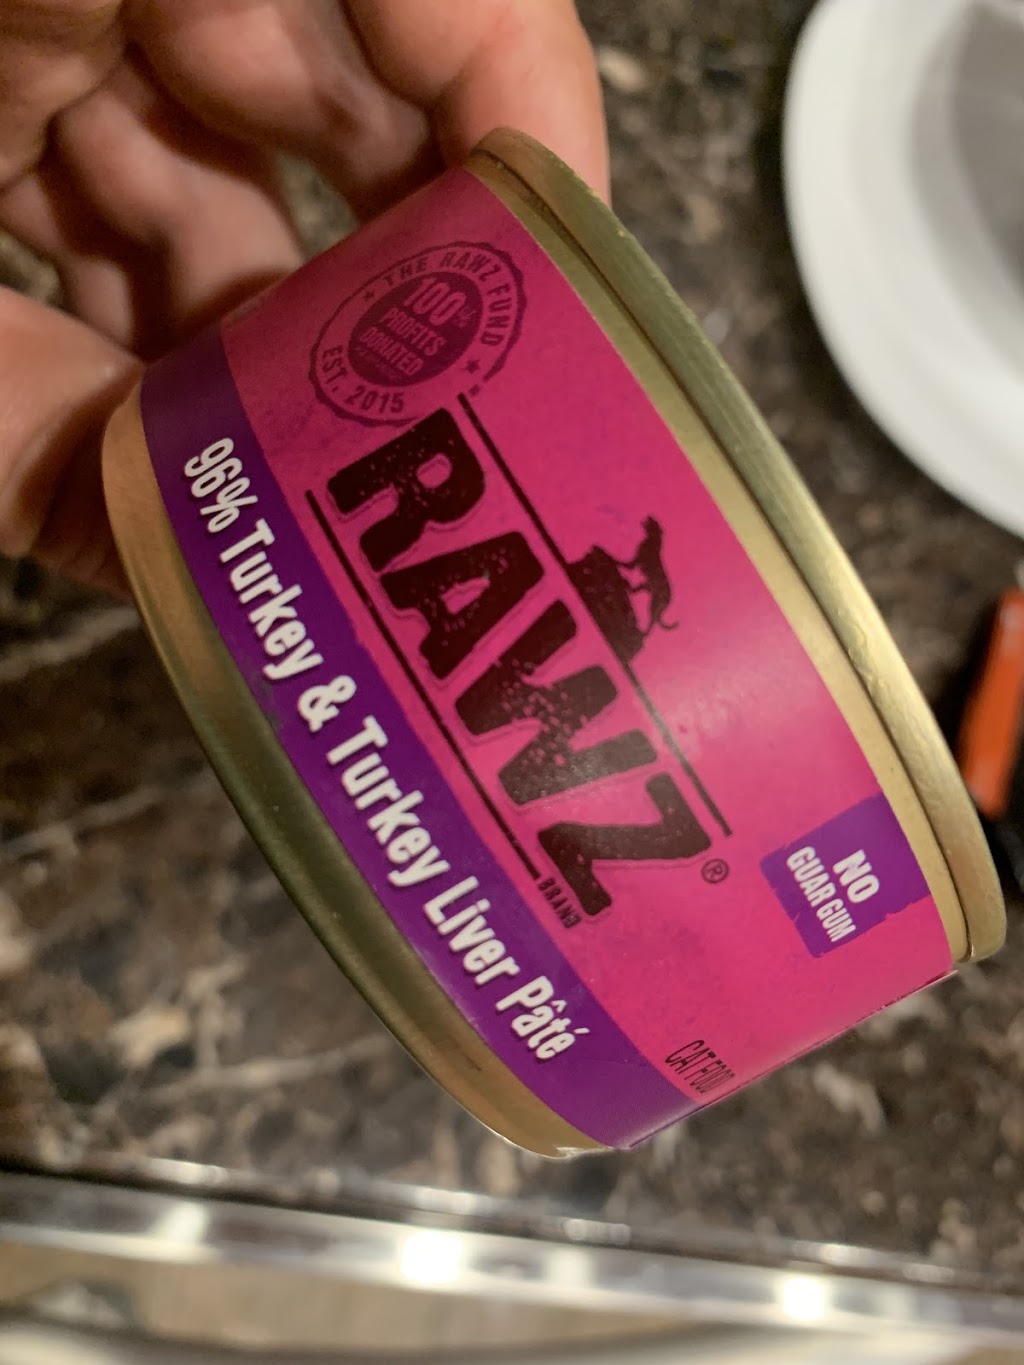 THE RAWZ FUND
100%
PROFITS
DONATED
EST. 2015
RAWZ®
BRAND
96% Turkey & Turkey Liver Pâté
NO
GUAR GUM
CAT FOOD